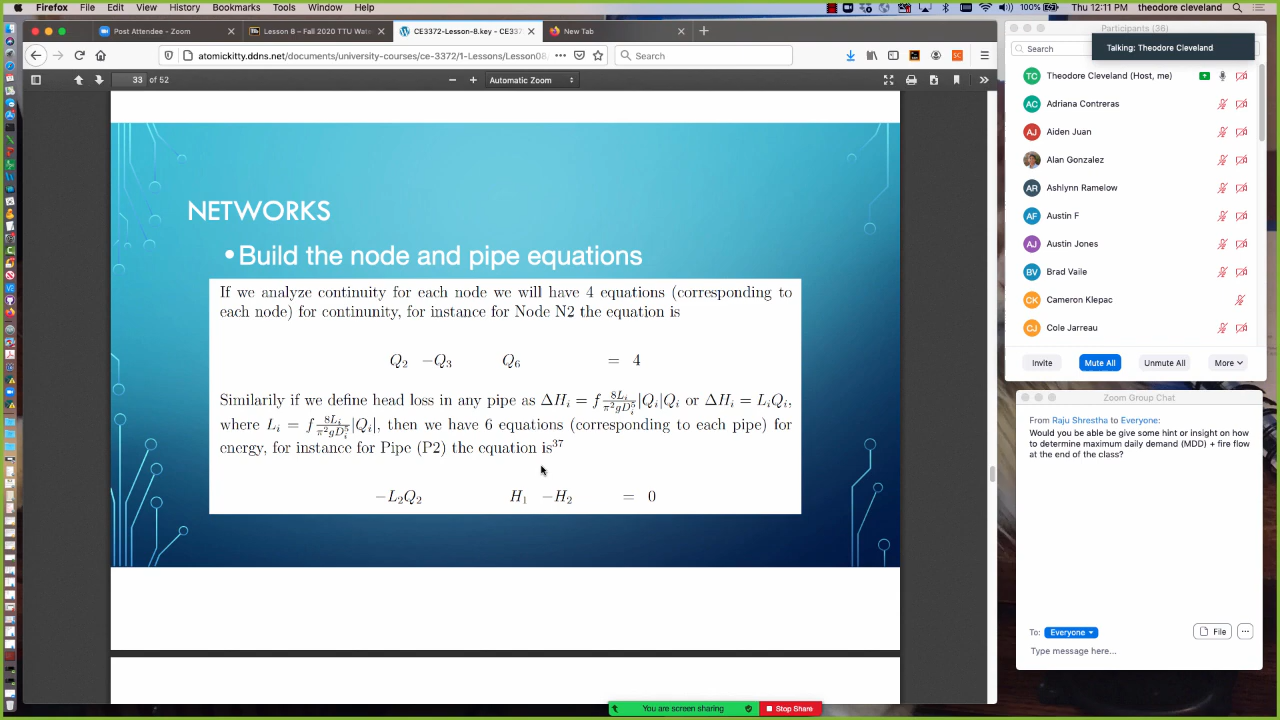 Firefox File Edit View History Bookmarks Tools Window Help
100% Thu 12:11 PM theodore cleveland
Post Attendee - Zoom
Lesson 8 – Fall 2020 TTU Wate
CE3372-Lesson-8.key - CE337
New Tab
atomickitty.ddns.net/documents/university-courses/ce-3372/1-Lessons/Lesson08
Search
33 of 52
Automatic Zoom
NETWORKS
•Build the node and pipe equations
If we analyze continuity for each node we will have 4 equations (corresponding to
each node) for continuity, for instance for Node N2 the equation is
Q₂ −Q₃ Q₆ = 4
Similarily if we define head loss in any pipe as ΔHᵢ = f 8Lᵢ/π²gDᵢ⁵ |Qᵢ|Qᵢ or ΔHᵢ = LᵢQᵢ,
where Lᵢ = f 8Lᵢ/π²gDᵢ⁵ |Qᵢ|, then we have 6 equations (corresponding to each pipe) for
energy, for instance for Pipe (P2) the equation is³⁷
−L₂Q₂ H₁ −H₂ = 0
You are screen sharing
Stop Share
Participants (36)
Talking: Theodore Cleveland
Search
TC Theodore Cleveland (Host, me)
AC Adriana Contreras
AJ Aiden Juan
Alan Gonzalez
AR Ashlynn Ramelow
AF Austin F
AJ Austin Jones
BV Brad Vaile
CK Cameron Klepac
CJ Cole Jarreau
Invite Mute All Unmute All More
Zoom Group Chat
From Raju Shrestha to Everyone:
Would you be able be give some hint or insight on how
to determine maximum daily demand (MDD) + fire flow
at the end of the class?
To: Everyone
File
Type message here...